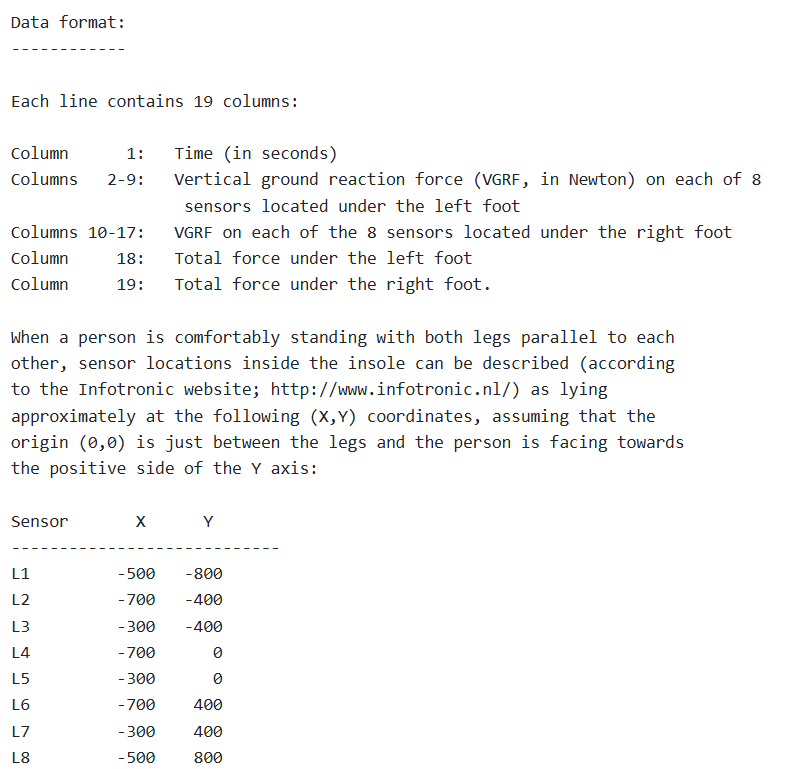 Data format:
------------
Each line contains 19 columns:
Column      1:   Time (in seconds)
Columns   2-9:   Vertical ground reaction force (VGRF, in Newton) on each of 8
                  sensors located under the left foot
Columns 10-17:   VGRF on each of the 8 sensors located under the right foot
Column     18:   Total force under the left foot
Column     19:   Total force under the right foot.
When a person is comfortably standing with both legs parallel to each
other, sensor locations inside the insole can be described (according
to the Infotronic website; http://www.infotronic.nl/) as lying
approximately at the following (X,Y) coordinates, assuming that the
origin (0,0) is just between the legs and the person is facing towards
the positive side of the Y axis:
Sensor       X      Y
----------------------------
L1         -500   -800
L2         -700   -400
L3         -300   -400
L4         -700      0
L5         -300      0
L6         -700    400
L7         -300    400
L8         -500    800